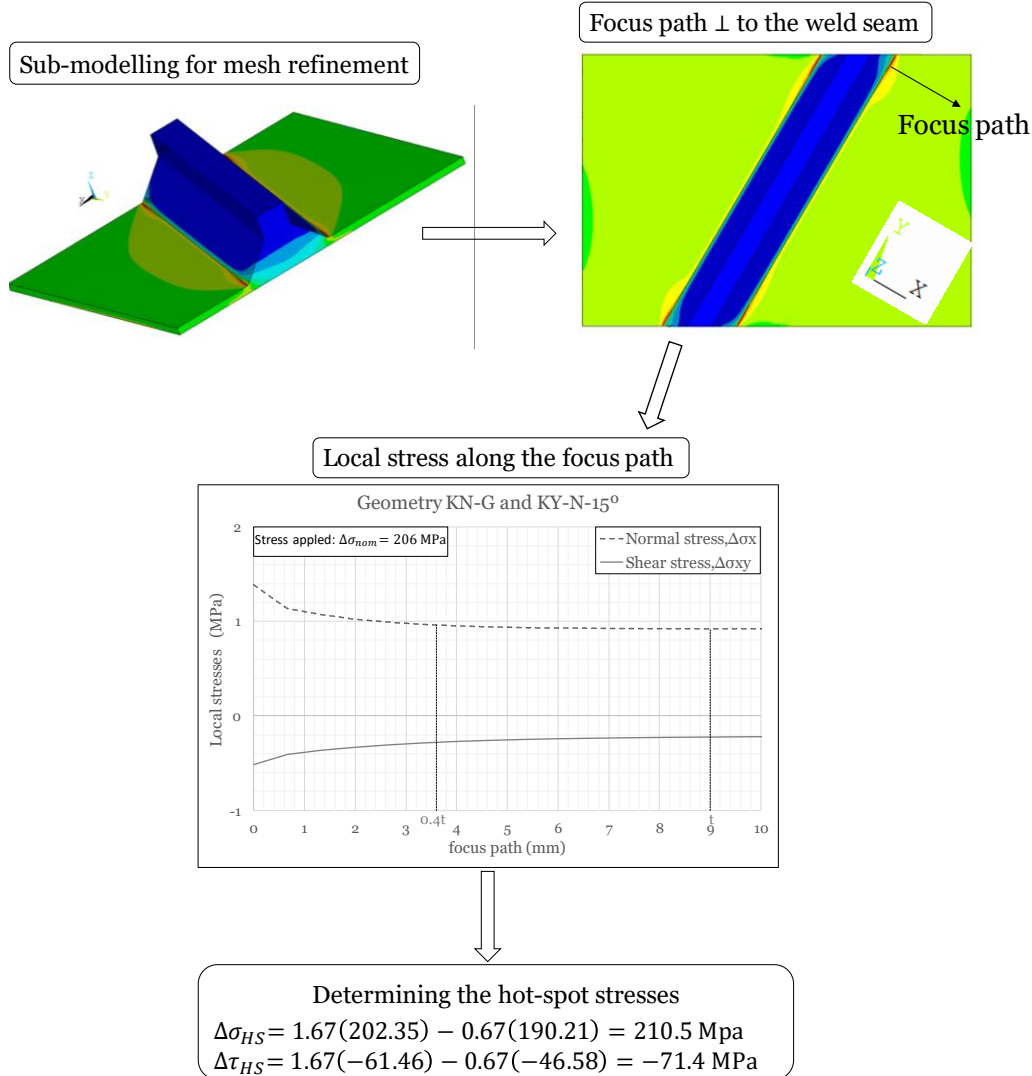 Focus path ⊥ to the weld seam
Sub-modelling for mesh refinement
Focus path
Z
X
Y
Z
X
Local stress along the focus path
Geometry KN-G and KY-N-15º
Stress appled: Δσnom= 206 MPa
Normal stress,Δσx
Shear stress,Δσxy
Local stresses (MPa)
2
1
0
-1
0.4t
t
0 1 2 3 4 5 6 7 8 9 10
focus path (mm)
Determining the hot-spot stresses
ΔσHS= 1.67(202.35) − 0.67(190.21) = 210.5 Mpa
ΔτHS= 1.67(−61.46) − 0.67(−46.58) = −71.4 MPa